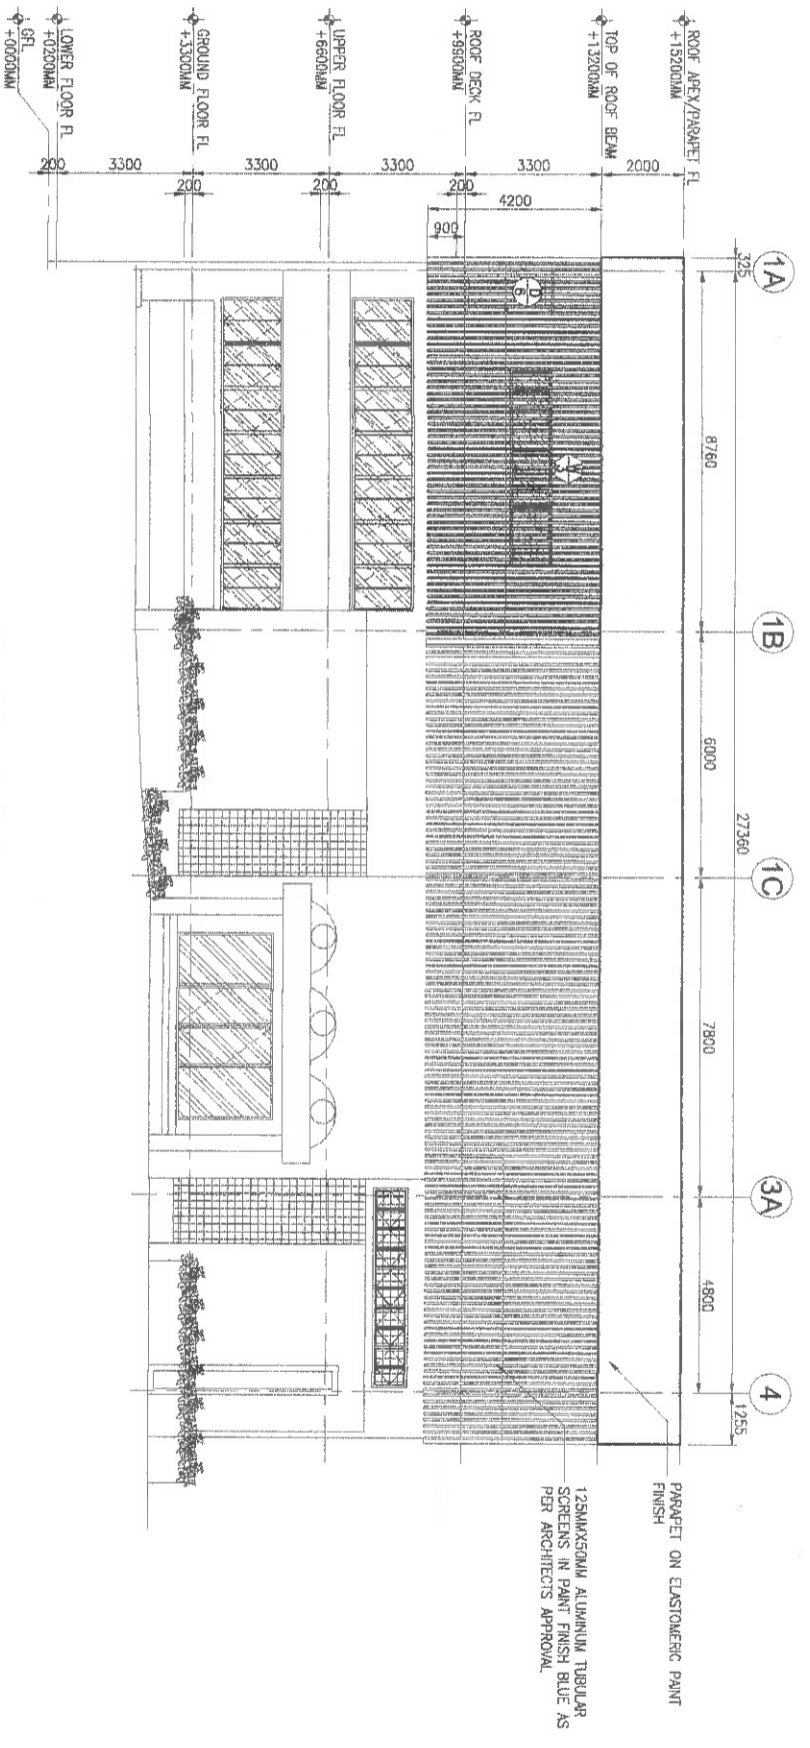 1A
1B
1C
3A
4
325
27360
8760
6000
7800
4800
1255
ROOF APEX/PARAPET FL
+15200MM
TOP OF ROOF BEAM
+13200MM
ROOF DECK FL
+9900MM
UPPER FLOOR FL
+6600MM
GROUND FLOOR FL
+3300MM
LOWER FLOOR FL
+0200MM
GFL
+0000MM
2000
3300
3300
3300
3300
200
200
200
200
4200
900
D
6
W
3
PARAPET ON ELASTOMERIC PAINT
FINISH
125MMX50MM ALUMINUM TUBULAR
SCREENS IN PAINT FINISH BLUE AS
PER ARCHITECTS APPROVAL